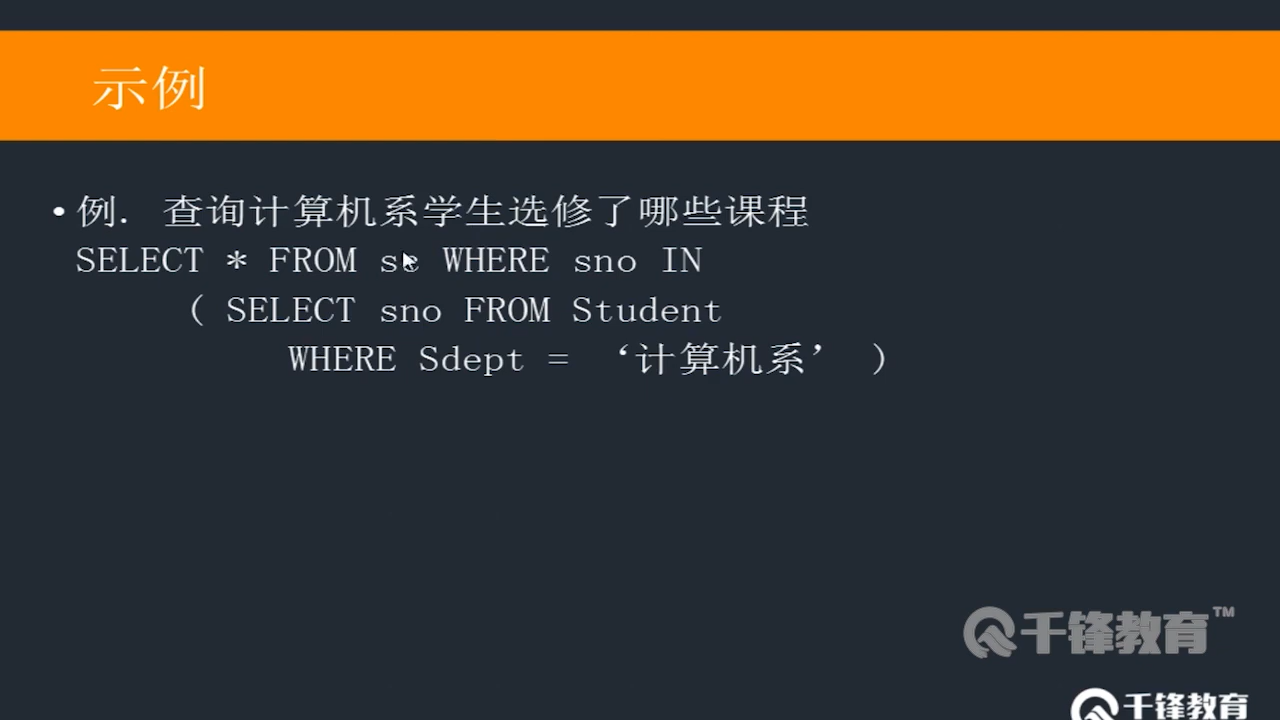 示例
• 例. 查询计算机系学生选修了哪些课程
SELECT * FROM sc WHERE sno IN
( SELECT sno FROM Student
WHERE Sdept = ‘计算机系’ )
千锋教育™
千锋教育